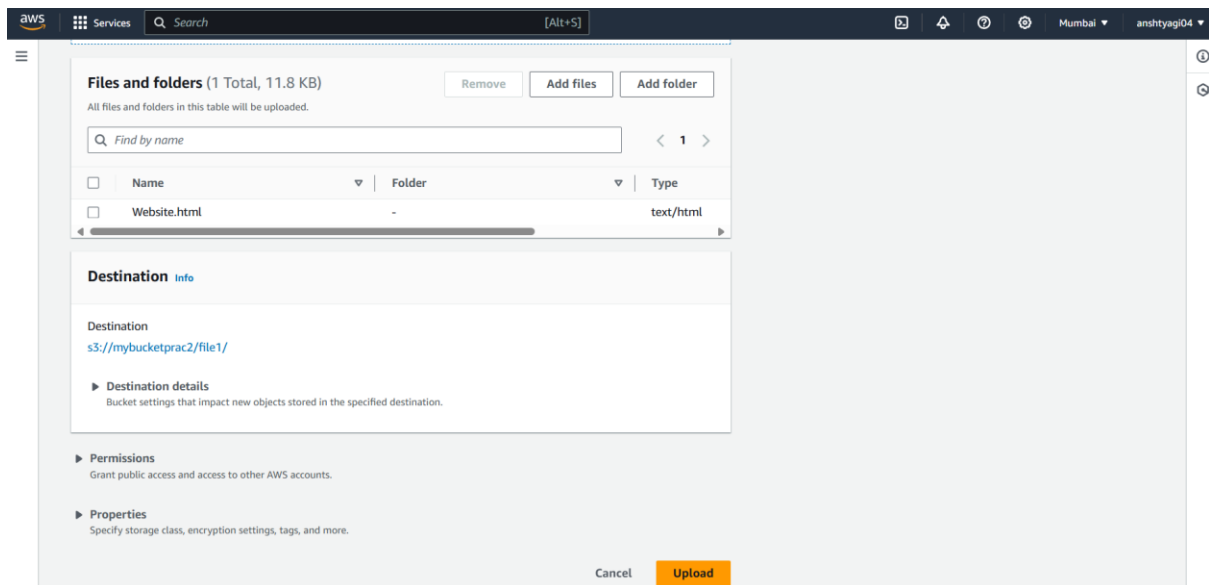 aws
Services
Search
[Alt+S]
Mumbai
anshtyagi04
Files and folders (1 Total, 11.8 KB)
Remove
Add files
Add folder
All files and folders in this table will be uploaded.
Find by name
1
Name
Folder
Type
Website.html
-
text/html
Destination Info
Destination
s3://mybucketprac2/file1/
Destination details
Bucket settings that impact new objects stored in the specified destination.
Permissions
Grant public access and access to other AWS accounts.
Properties
Specify storage class, encryption settings, tags, and more.
Cancel
Upload